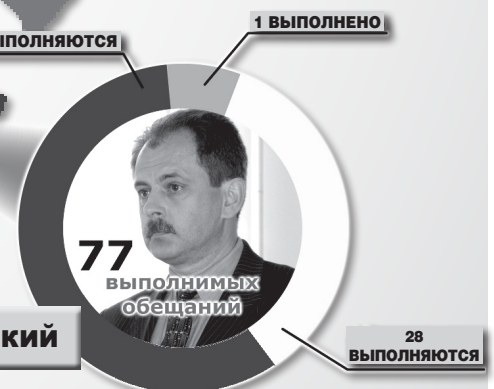 1 ВЫПОЛНЕНО
ПОЛНЯЮТСЯ
77
выполнимых
обещаний
кий
28
ВЫПОЛНЯЮТСЯ